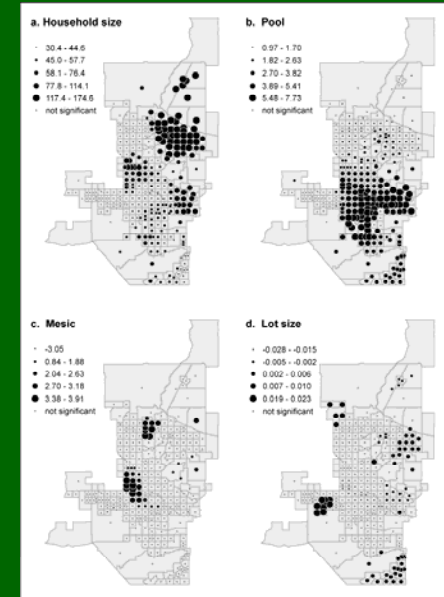 a. Household size
30.4 - 44.6
45.0 - 57.7
58.1 - 76.4
77.8 - 114.1
117.4 - 174.6
not significant
b. Pool
0.97 - 1.70
1.82 - 2.63
2.70 - 3.82
3.89 - 5.41
5.48 - 7.73
not significant
c. Mesic
-3.05
0.84 - 1.88
2.04 - 2.63
2.70 - 3.18
3.38 - 3.91
not significant
d. Lot size
-0.028 - -0.015
-0.005 - -0.002
0.002 - 0.006
0.007 - 0.010
0.019 - 0.023
not significant